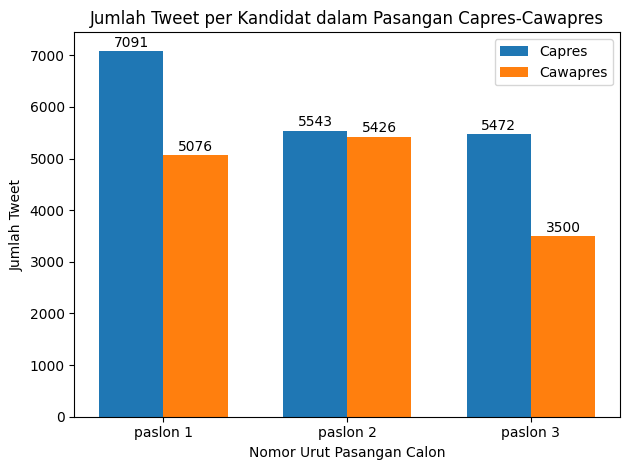 Jumlah Tweet per Kandidat dalam Pasangan Capres-Cawapres
Capres
Cawapres
7091
5076
5543
5426
5472
3500
Jumlah Tweet
7000
6000
5000
4000
3000
2000
1000
0
paslon 1
paslon 2
paslon 3
Nomor Urut Pasangan Calon